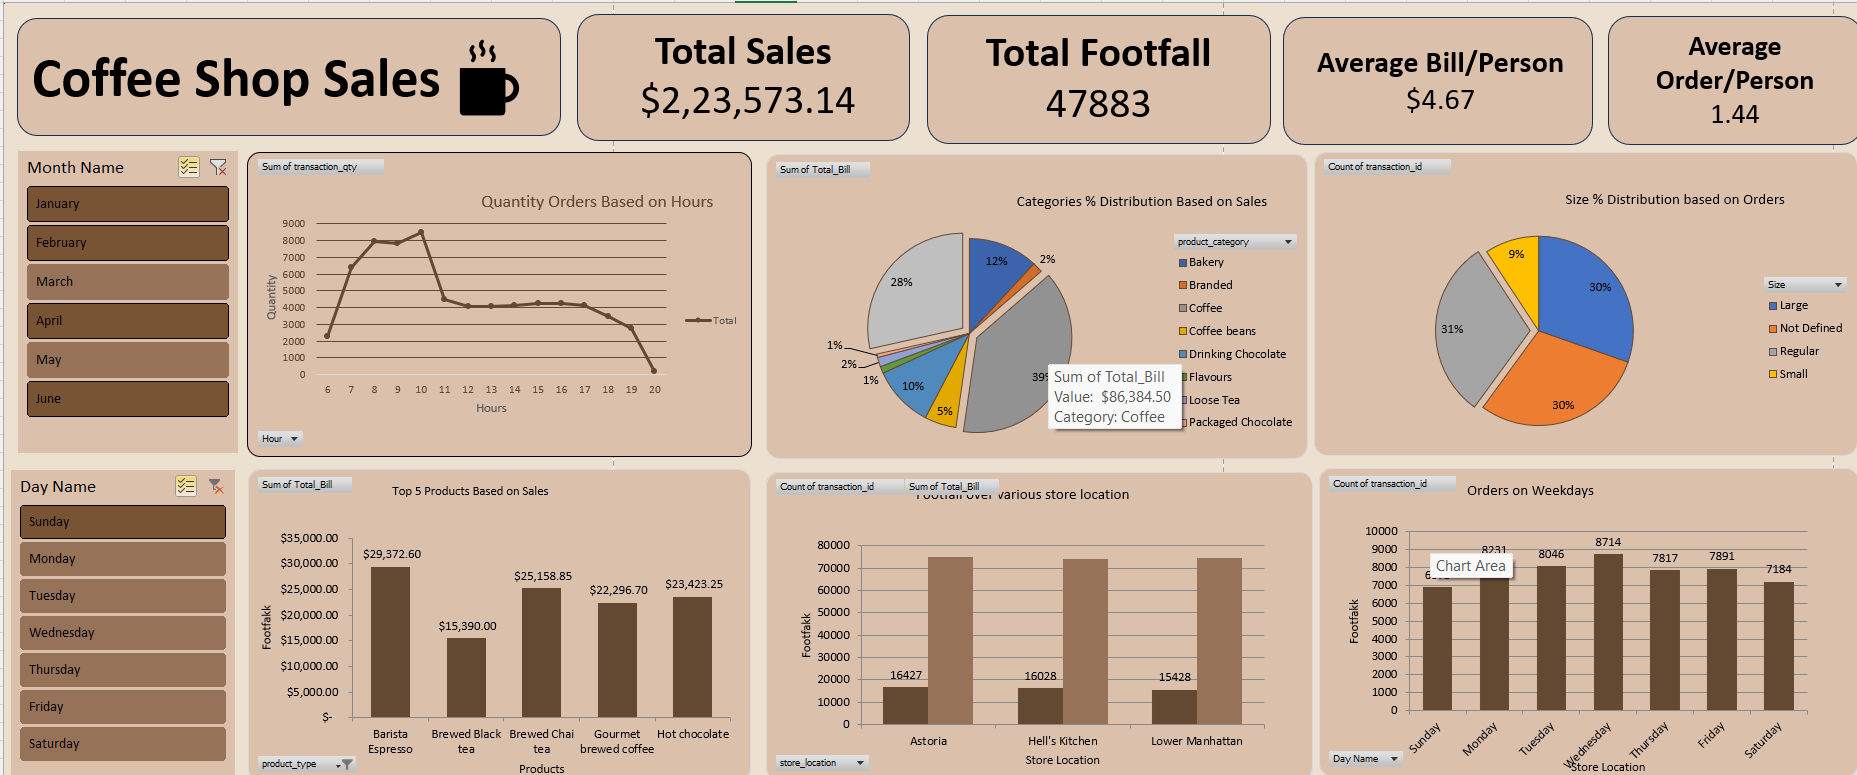 Coffee Shop Sales
Total Sales
$2,23,573.14
Total Footfall
47883
Average Bill/Person
$4.67
Average
Order/Person
1.44
Month Name
January
February
March
April
May
June
Day Name
Sunday
Monday
Tuesday
Wednesday
Thursday
Friday
Saturday
Sum of transaction_qty
Quantity Orders Based on Hours
9000
8000
7000
6000
5000
4000
3000
2000
1000
0
Quantity
6 7 8 9 10 11 12 13 14 15 16 17 18 19 20
Hours
Total
Hour
Sum of Total_Bill
Categories % Distribution Based on Sales
12%
2%
28%
1%
2%
1%
10%
5%
39%
product_category
Bakery
Branded
Coffee
Coffee beans
Drinking Chocolate
Flavours
Loose Tea
Packaged Chocolate
Sum of Total_Bill
Value: $86,384.50
Category: Coffee
Count of transaction_id
Size % Distribution based on Orders
9%
30%
31%
30%
Size
Large
Not Defined
Regular
Small
Sum of Total_Bill
Top 5 Products Based on Sales
$35,000.00
$30,000.00
$25,000.00
$20,000.00
$15,000.00
$10,000.00
$5,000.00
$-
Footfakk
$29,372.60
$15,390.00
$25,158.85
$22,296.70
$23,423.25
Barista
Espresso
Brewed Black
tea
Brewed Chai
tea
Gourmet
brewed coffee
Hot chocolate
product_type
Products
Count of transaction_id
Sum of Total_Bill
Footfall over various store location
80000
70000
60000
50000
40000
30000
20000
10000
0
Footfakk
16427
16028
15428
Astoria
Hell's Kitchen
Lower Manhattan
store_location
Store Location
Count of transaction_id
Orders on Weekdays
10000
9000
8000
7000
6000
5000
4000
3000
2000
1000
0
Footfakk
8231
8046
8714
7817
7891
7184
Chart Area
Sunday
Monday
Tuesday
Wednesday
Thursday
Friday
Saturday
Day Name
Store Location